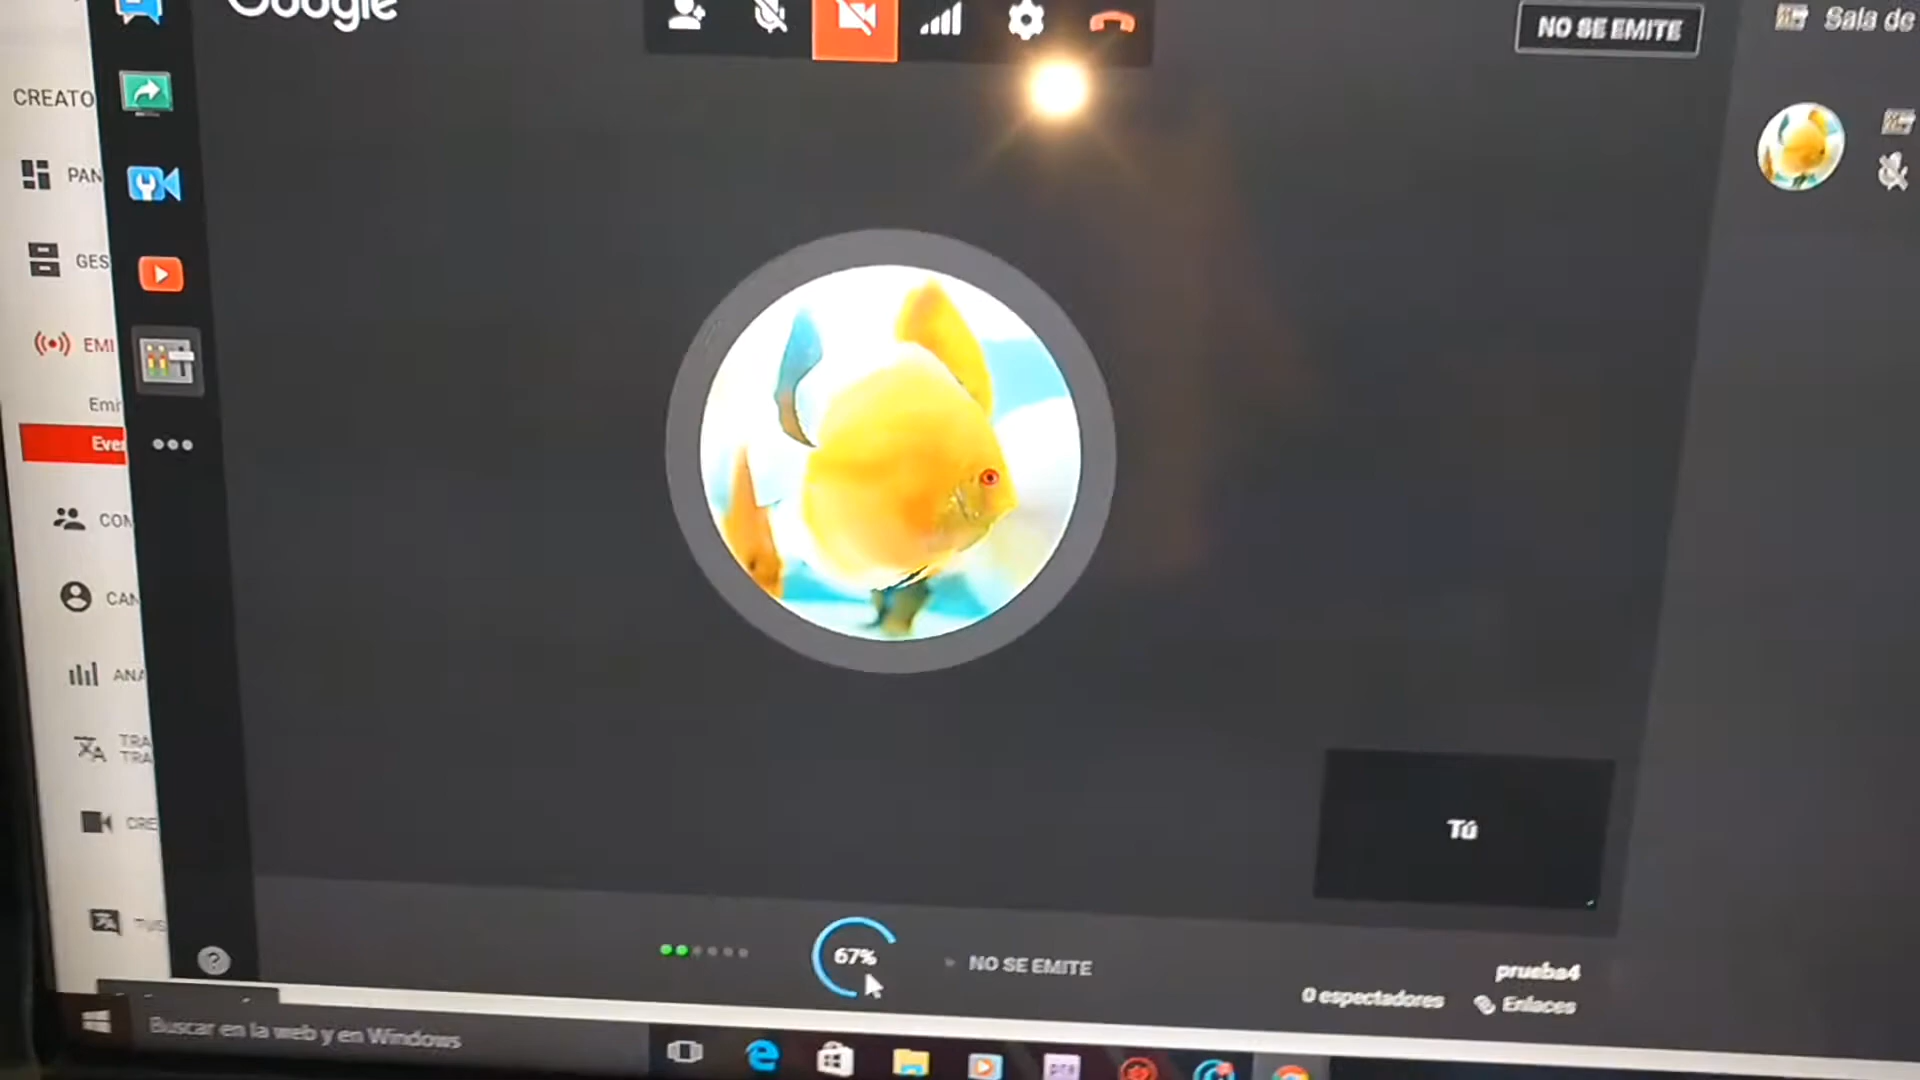 Google
NO SE EMITE
Sala de
CREATO
PAN
GES
EMI
Emi
Eve
COM
CAN
ANA
TRA
TRA
CRE
Tú
67%
NO SE EMITE
prueba4
0 espectadores
Enlaces
Buscar en la web y en Windows